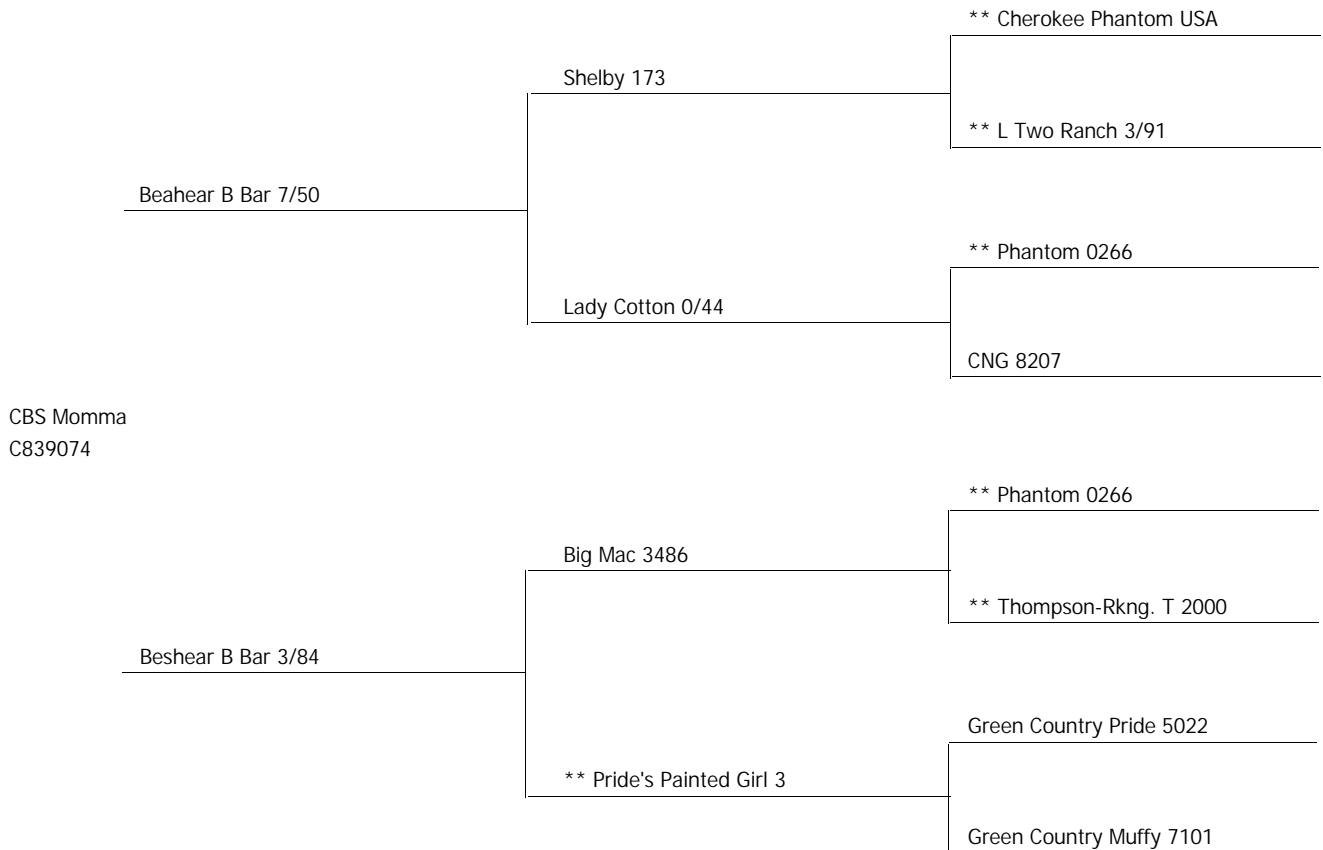 ** Cherokee Phantom USA
Shelby 173
** L Two Ranch 3/91
Beahear B Bar 7/50
** Phantom 0266
Lady Cotton 0/44
CNG 8207
CBS Momma
C839074
** Phantom 0266
Big Mac 3486
** Thompson-Rkng. T 2000
Beshear B Bar 3/84
Green Country Pride 5022
** Pride's Painted Girl 3
Green Country Muffy 7101